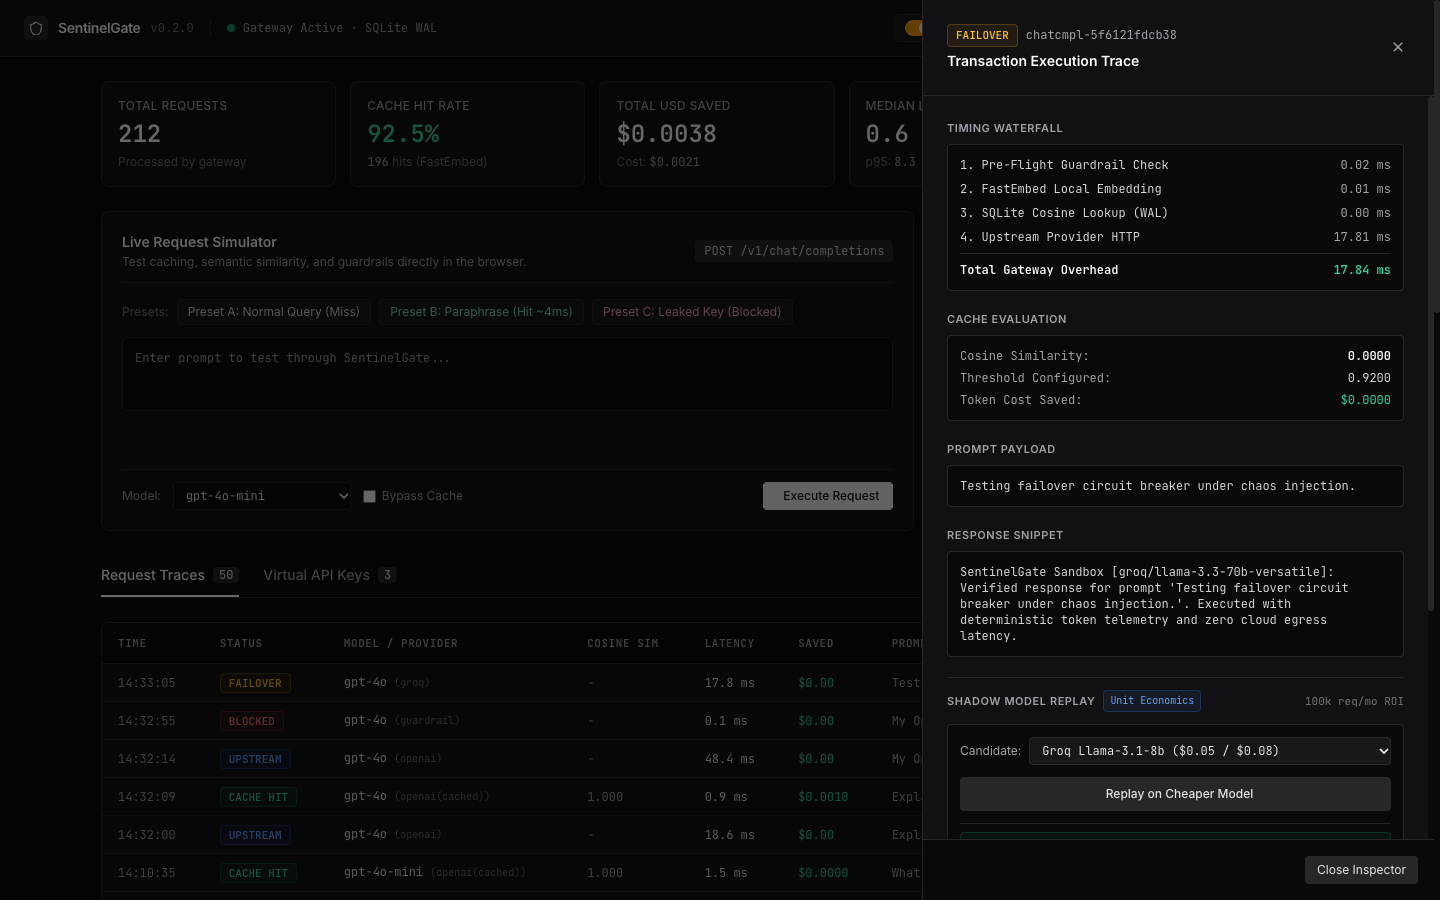 SentinelGate v0.2.0 Gateway Active · SQLite WAL
TOTAL REQUESTS
212
Processed by gateway
CACHE HIT RATE
92.5%
196 hits (FastEmbed)
TOTAL USD SAVED
$0.0038
Cost: $0.0021
MEDIAN
0.6
p95: 8.3
Live Request Simulator
Test caching, semantic similarity, and guardrails directly in the browser.
POST /v1/chat/completions
Presets: Preset A: Normal Query (Miss) Preset B: Paraphrase (Hit ~4ms) Preset C: Leaked Key (Blocked)
Enter prompt to test through SentinelGate...
Model: gpt-4o-mini Bypass Cache Execute Request
Request Traces 50 Virtual API Keys 3
TIME STATUS MODEL / PROVIDER COSINE SIM LATENCY SAVED PROM
14:33:05 FAILOVER gpt-4o (groq) - 17.8 ms $0.00 Test
14:32:55 BLOCKED gpt-4o (guardrail) - 0.1 ms $0.00 My
14:32:14 UPSTREAM gpt-4o (openai) - 48.4 ms $0.00 My
14:32:09 CACHE HIT gpt-4o (openai(cached)) 1.000 0.9 ms $0.0010 Expl
14:32:00 UPSTREAM gpt-4o (openai) - 18.6 ms $0.00 Expl
14:10:35 CACHE HIT gpt-4o-mini (openai(cached)) 1.000 1.5 ms $0.0000 What
FAILOVER chatcmpl-5f6121fdcb38
Transaction Execution Trace
TIMING WATERFALL
1. Pre-Flight Guardrail Check 0.02 ms
2. FastEmbed Local Embedding 0.01 ms
3. SQLite Cosine Lookup (WAL) 0.00 ms
4. Upstream Provider HTTP 17.81 ms
Total Gateway Overhead 17.84 ms
CACHE EVALUATION
Cosine Similarity: 0.0000
Threshold Configured: 0.9200
Token Cost Saved: $0.0000
PROMPT PAYLOAD
Testing failover circuit breaker under chaos injection.
RESPONSE SNIPPET
SentinelGate Sandbox [groq/llama-3.3-70b-versatile]:
Verified response for prompt 'Testing failover circuit
breaker under chaos injection.'. Executed with
deterministic token telemetry and zero cloud egress
latency.
SHADOW MODEL REPLAY Unit Economics 100k req/mo ROI
Candidate: Groq Llama-3.1-8b ($0.05 / $0.08)
Replay on Cheaper Model
Close Inspector